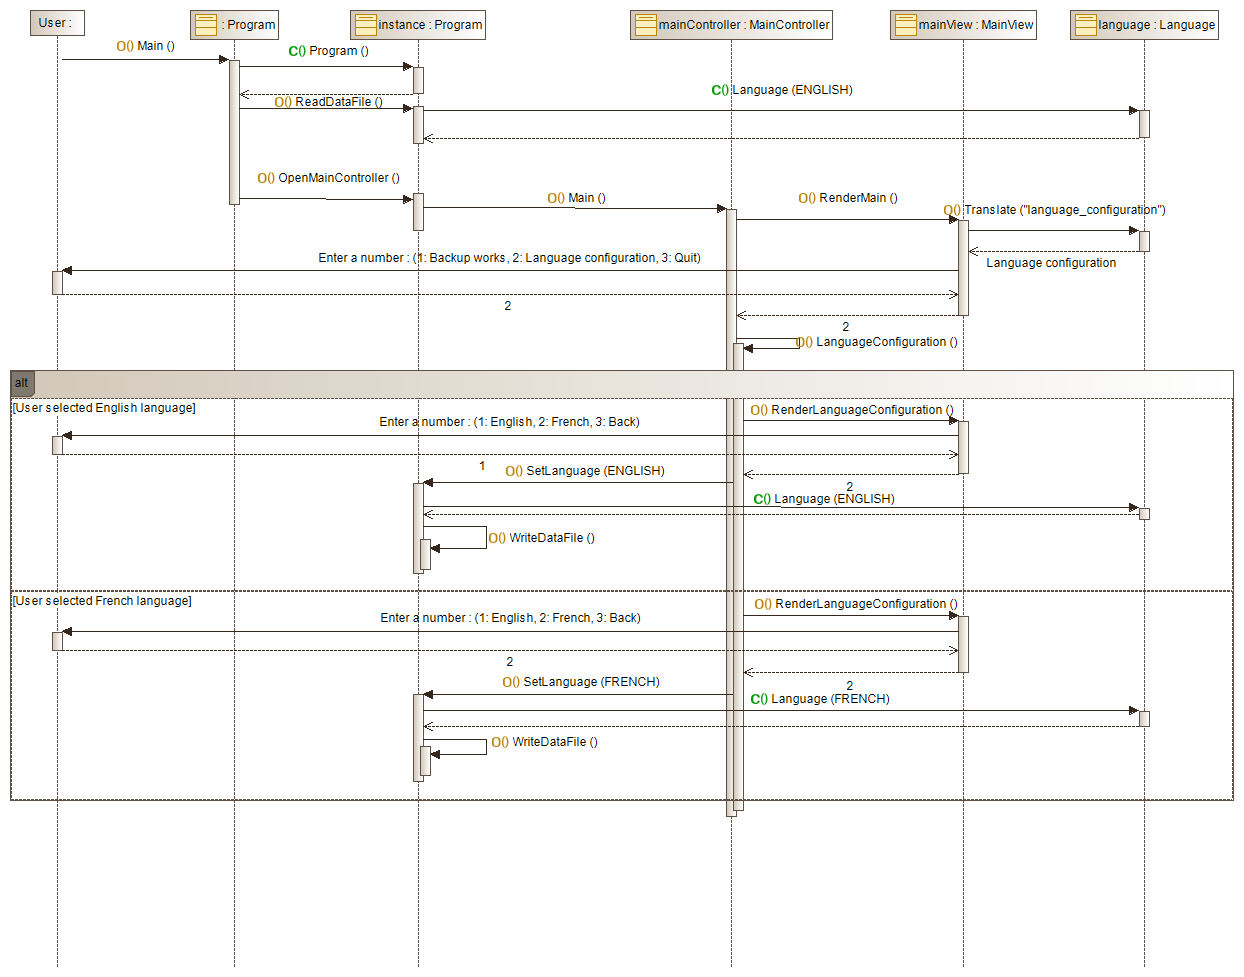 User :
: Program
instance : Program
mainController : MainController
mainView : MainView
language : Language
O() Main ()
C() Program ()
C() Language (ENGLISH)
O() ReadDataFile ()
O() OpenMainController ()
O() Main ()
O() RenderMain ()
O() Translate ("language_configuration")
Enter a number : (1: Backup works, 2: Language configuration, 3: Quit)
Language configuration
2
2
O() LanguageConfiguration ()
alt
[User selected English language]
O() RenderLanguageConfiguration ()
Enter a number : (1: English, 2: French, 3: Back)
1
O() SetLanguage (ENGLISH)
2
C() Language (ENGLISH)
O() WriteDataFile ()
[User selected French language]
O() RenderLanguageConfiguration ()
Enter a number : (1: English, 2: French, 3: Back)
2
O() SetLanguage (FRENCH)
2
C() Language (FRENCH)
O() WriteDataFile ()